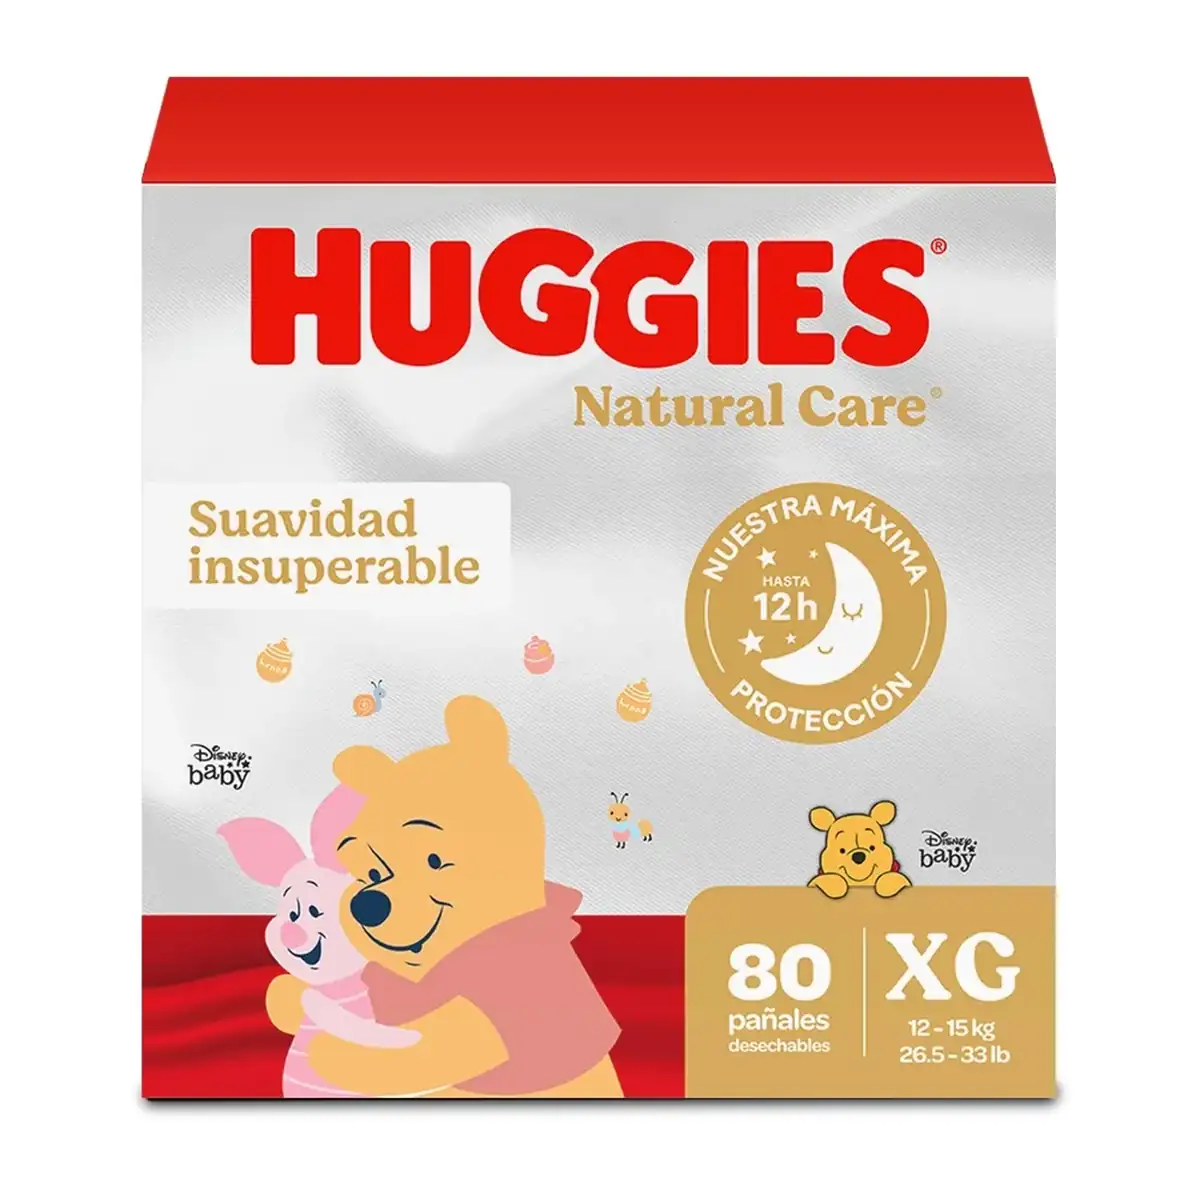 HUGGIES®
Natural Care®
Suavidad
insuperable
NUESTRA MÁXIMA
HASTA
12h
PROTECCIÓN
Disney
baby
Disney
baby
80
pañales
desechables
XG
12 - 15 kg
26.5 - 33 lb